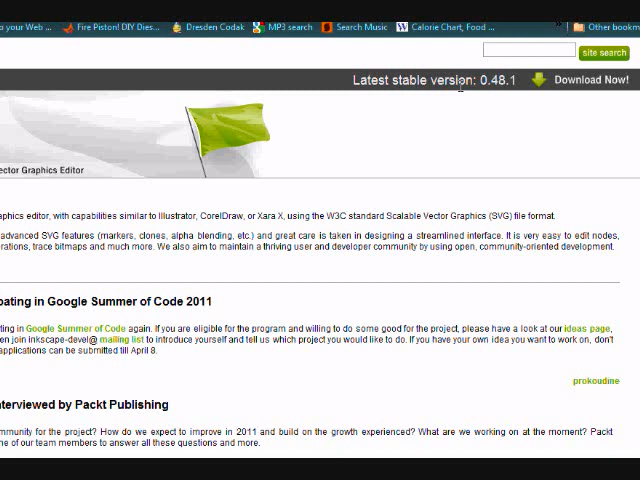 o your Web ... Fire Piston! DIY Dies... Dresden Codak MP3 search Search Music Calorie Chart, Food ... » Other bookm
site search
Latest stable version: 0.48.1 Download Now!
ector Graphics Editor
aphics editor, with capabilities similar to Illustrator, CorelDraw, or Xara X, using the W3C standard Scalable Vector Graphics (SVG) file format.
advanced SVG features (markers, clones, alpha blending, etc.) and great care is taken in designing a streamlined interface. It is very easy to edit nodes,
rations, trace bitmaps and much more. We also aim to maintain a thriving user and developer community by using open, community-oriented development.
pating in Google Summer of Code 2011
ting in Google Summer of Code again. If you are eligible for the program and willing to do some good for the project, please have a look at our ideas page,
en join inkscape-devel@ mailing list to introduce yourself and tell us which project you would like to do. If you have your own idea you want to work on, don't
applications can be submitted till April 8.
prokoudine
nterviewed by Packt Publishing
mmunity for the project? How do we expect to improve in 2011 and build on the growth experienced? What are we working on at the moment? Packt
ne of our team members to answer all these questions and more.